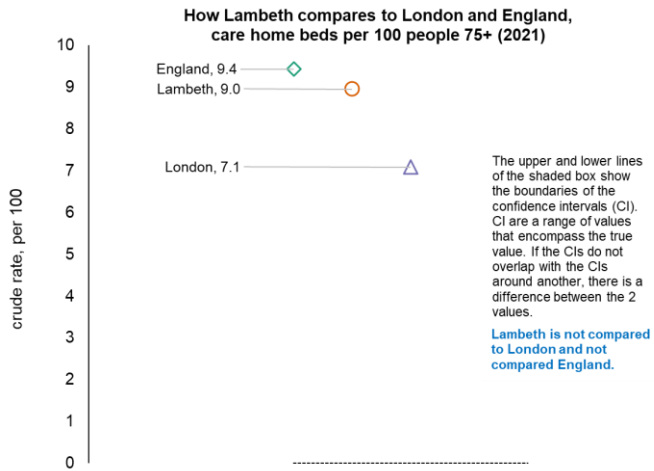 How Lambeth compares to London and England,
care home beds per 100 people 75+ (2021)
10
9
8
7
6
5
4
3
2
1
0
crude rate, per 100
England, 9.4
Lambeth, 9.0
London, 7.1
The upper and lower lines
of the shaded box show
the boundaries of the
confidence intervals (CI).
CI are a range of values
that encompass the true
value. If the CIs do not
overlap with the CIs
around another, there is a
difference between the 2
values.
Lambeth is not compared
to London and not
compared England.